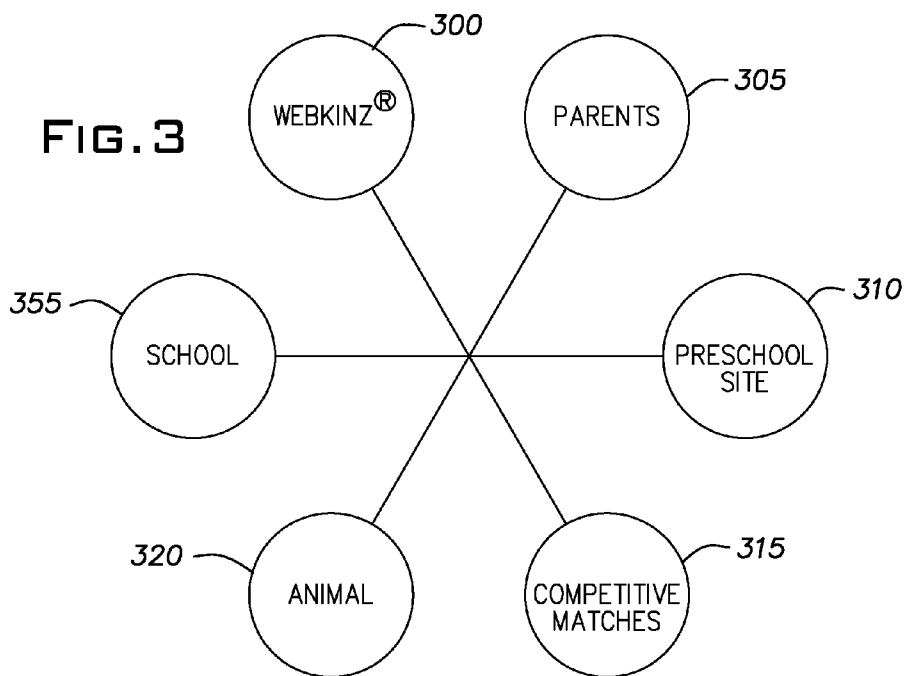 300
WEBKINZ®
PARENTS
305
FIG. 3
355
SCHOOL
310
PRESCHOOL
SITE
320
ANIMAL
315
COMPETITIVE
MATCHES